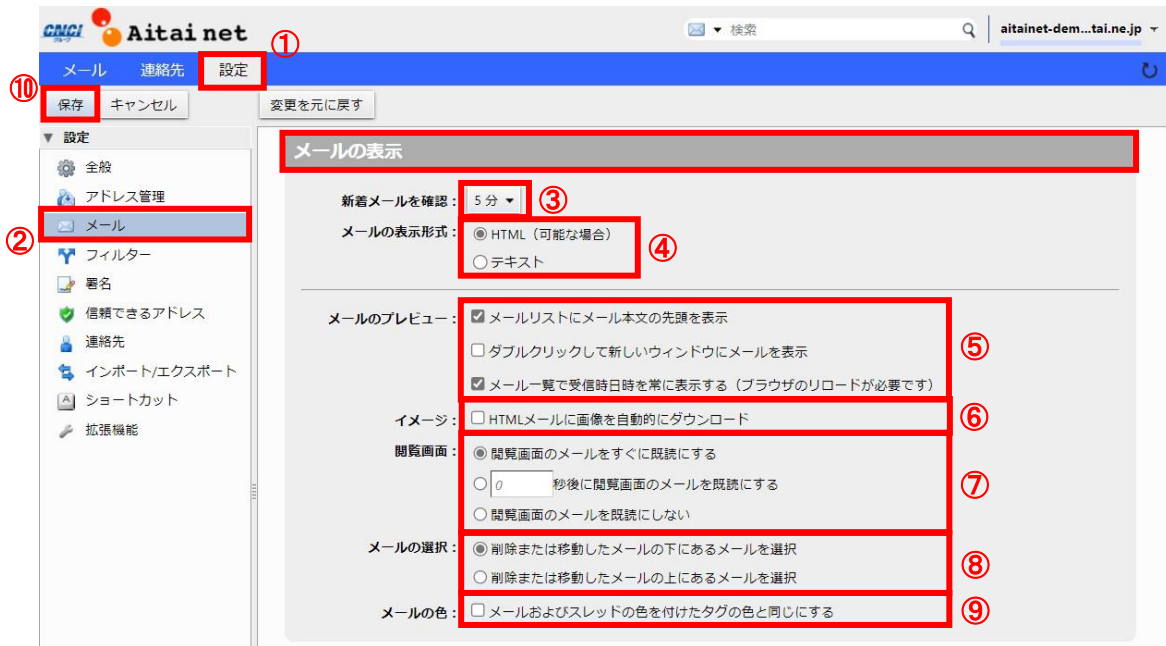 CNCI グループ Aitai net
検索
aitainet-dem...tai.ne.jp
①
メール 連絡先 設定
⑩
保存 キャンセル 変更を元に戻す
設定
全般
アドレス管理
② メール
フィルター
署名
信頼できるアドレス
連絡先
インポート/エクスポート
ショートカット
拡張機能
メールの表示
新着メールを確認: 5 分 ③
メールの表示形式: HTML（可能な場合）
テキスト
④
メールのプレビュー: メールリストにメール本文の先頭を表示
ダブルクリックして新しいウィンドウにメールを表示
⑤
メール一覧で受信時日時を常に表示する（ブラウザのリロードが必要です）
イメージ: HTMLメールに画像を自動的にダウンロード ⑥
閲覧画面: 閲覧画面のメールをすぐに既読にする
0 秒後に閲覧画面のメールを既読にする ⑦
閲覧画面のメールを既読にしない
メールの選択: 削除または移動したメールの下にあるメールを選択
⑧
削除または移動したメールの上にあるメールを選択
メールの色: メールおよびスレッドの色を付けたタグの色と同じにする ⑨